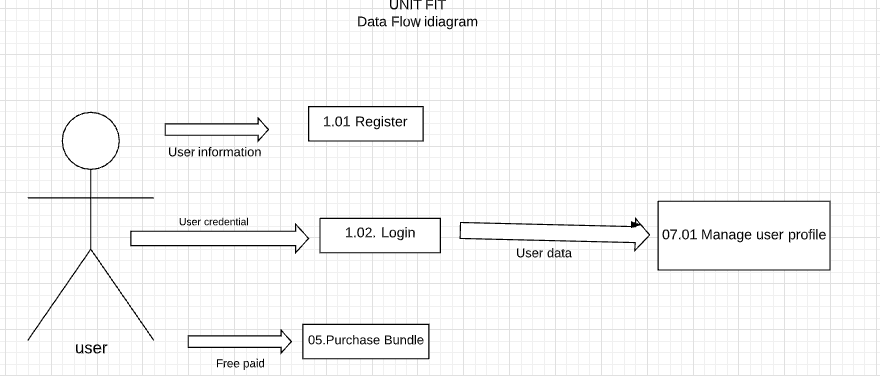 UNIT FIT
Data Flow idiagram
1.01 Register
User information
User credential
1.02. Login
07.01 Manage user profile
User data
05.Purchase Bundle
user
Free paid